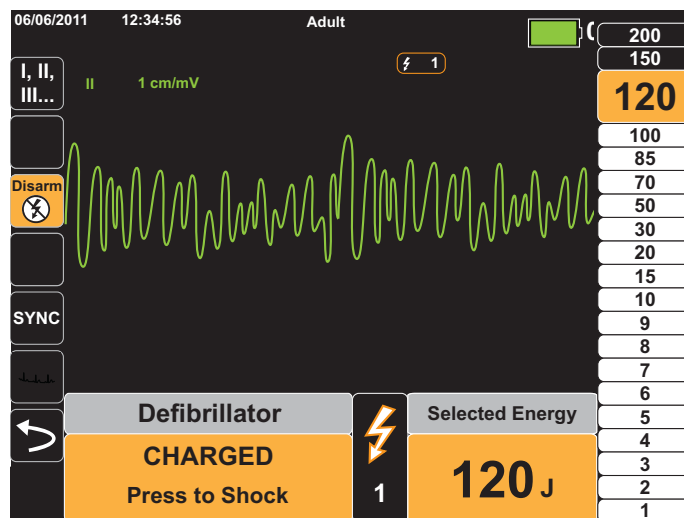 06/06/2011 12:34:56 Adult
1
I, II,
III...
II 1 cm/mV
Disarm
SYNC
200
150
120
100
85
70
50
30
20
15
10
9
8
7
6
5
4
3
2
1
Defibrillator
CHARGED
Press to Shock
1
Selected Energy
120 J